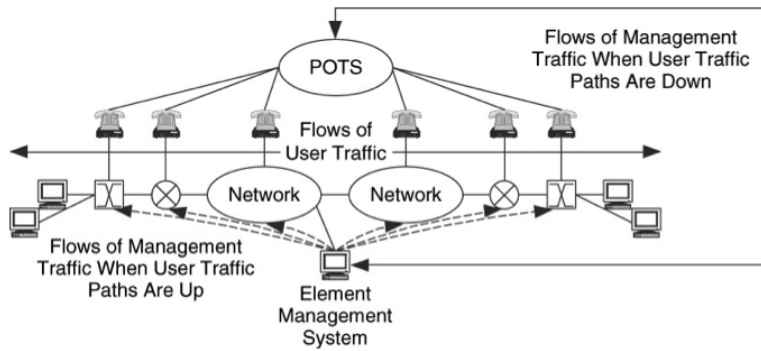 POTS
Flows of Management
Traffic When User Traffic
Paths Are Down
Flows of
User Traffic
Network
Network
Flows of Management
Traffic When User Traffic
Paths Are Up
Element
Management
System